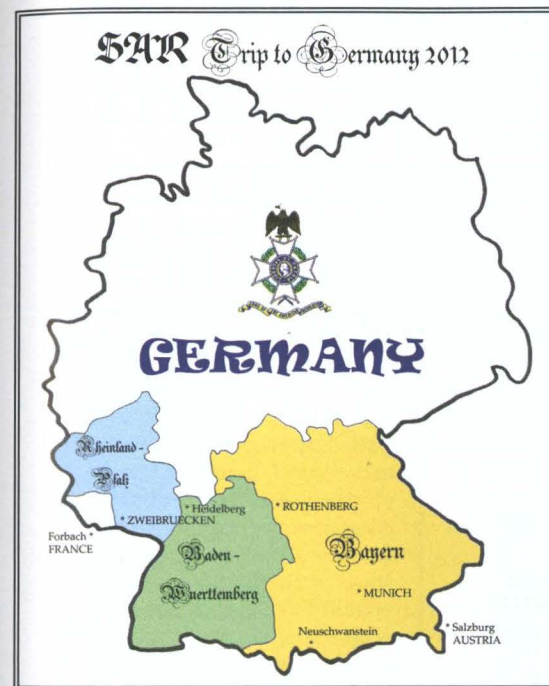 SAR Trip to Germany 2012
GERMANY
Rheinland-
Pfalz
* Heidelberg
* ZWEIBRUECKEN
* ROTHENBERG
Forbach *
FRANCE
Baden-
Wuerttemberg
Bayern
* MUNICH
Neuschwanstein
*
* Salzburg
AUSTRIA